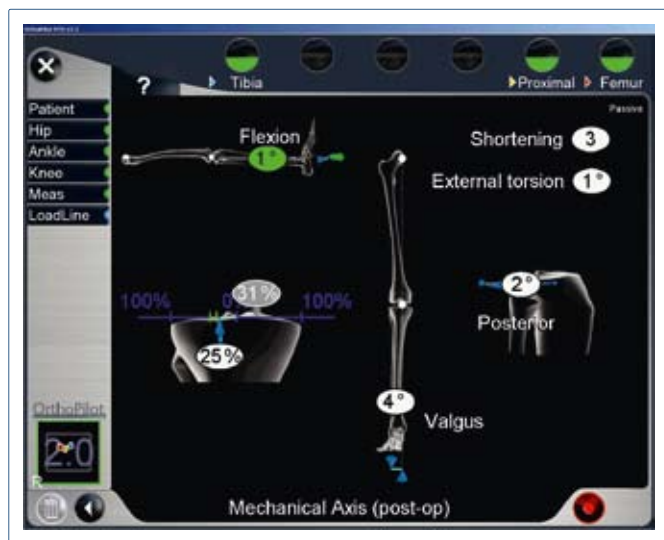 Tibia
Proximal
Femur
?
Passive
Patient
Hip
Ankle
Knee
Meas
LoadLine
Flexion
1°
Shortening 3
External torsion 1°
31%
100% 0 100%
25%
2°
Posterior
4°
Valgus
OrthoPilot
2.0
R
Mechanical Axis (post-op)